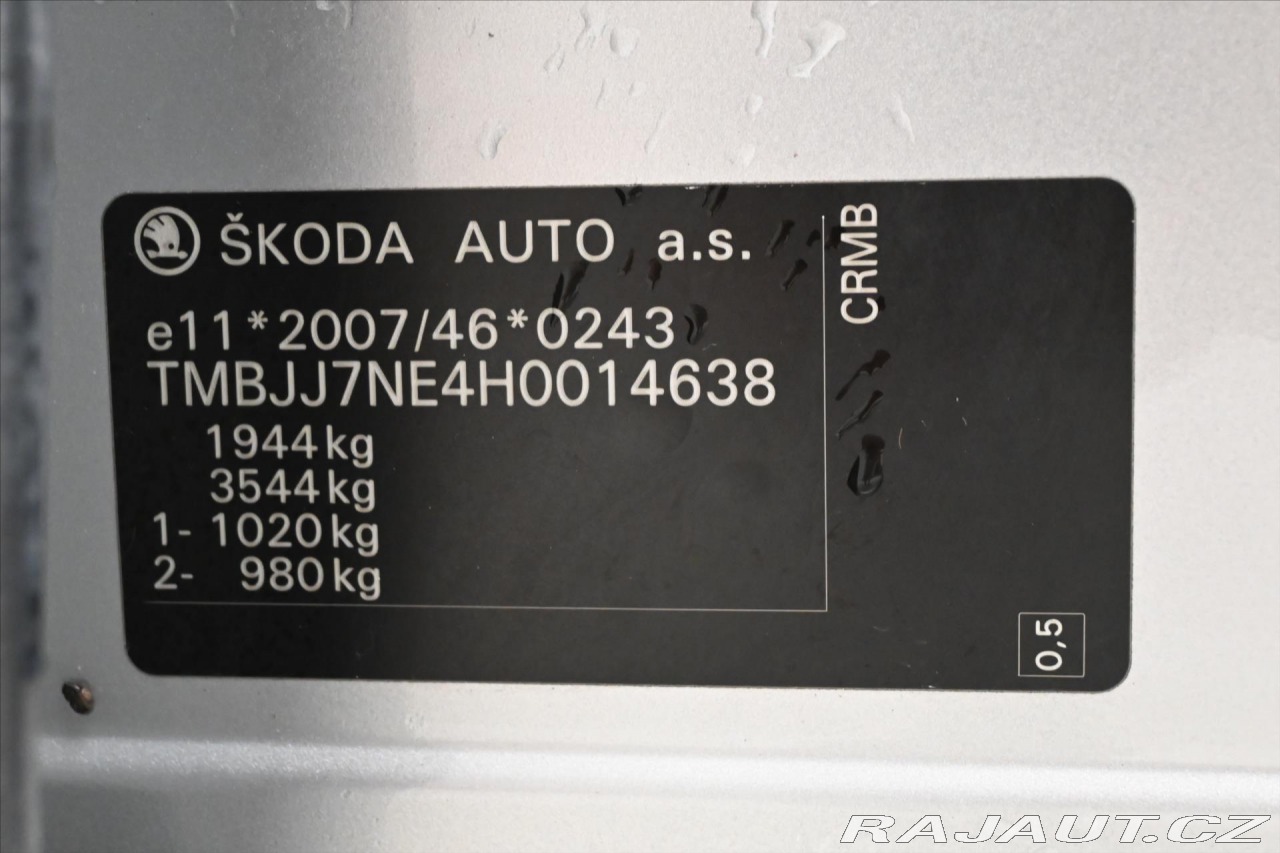 ŠKODA AUTO a.s.
CRMB
e11*2007/46*0243
TMBJJ7NE4H0014638
1944kg
3544kg
1- 1020kg
2- 980kg
0,5
RAJAUT.CZ